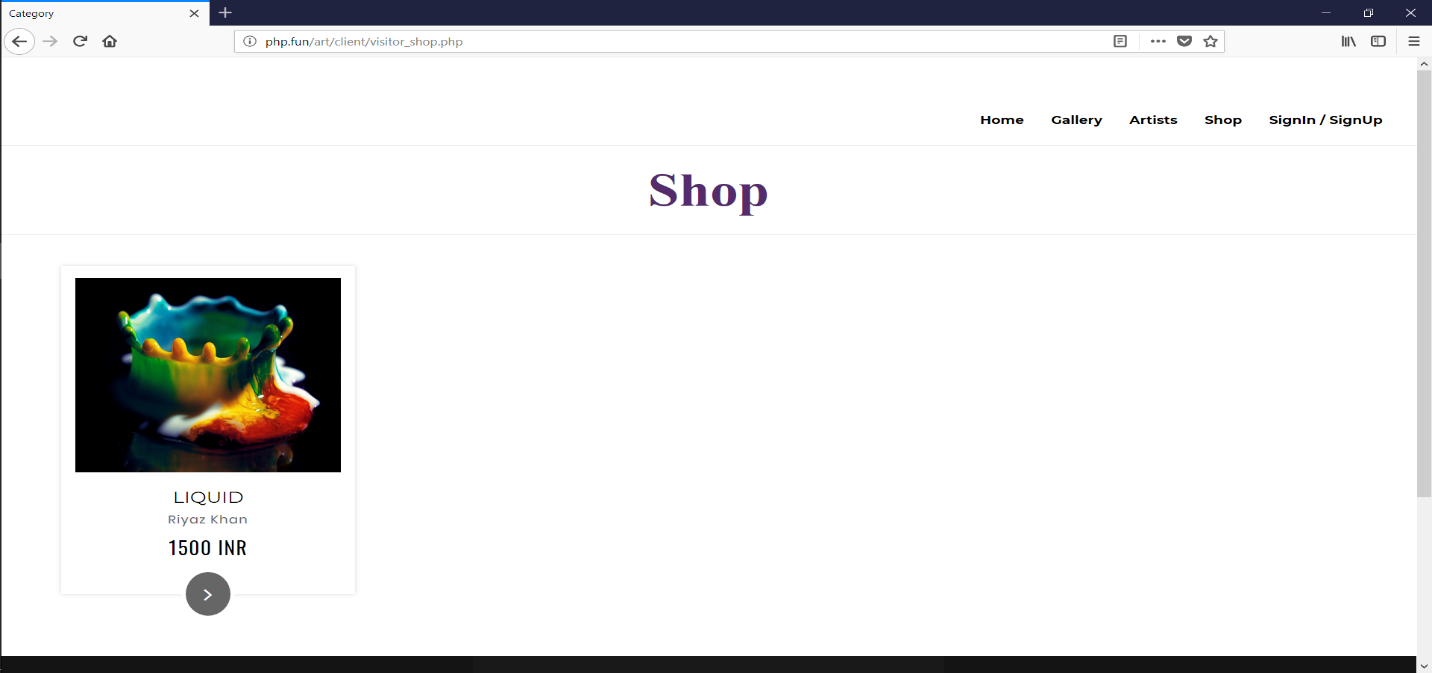 Category
php.fun/art/client/visitor_shop.php
Home Gallery Artists Shop SignIn / SignUp
Shop
LIQUID
Riyaz Khan
1500 INR